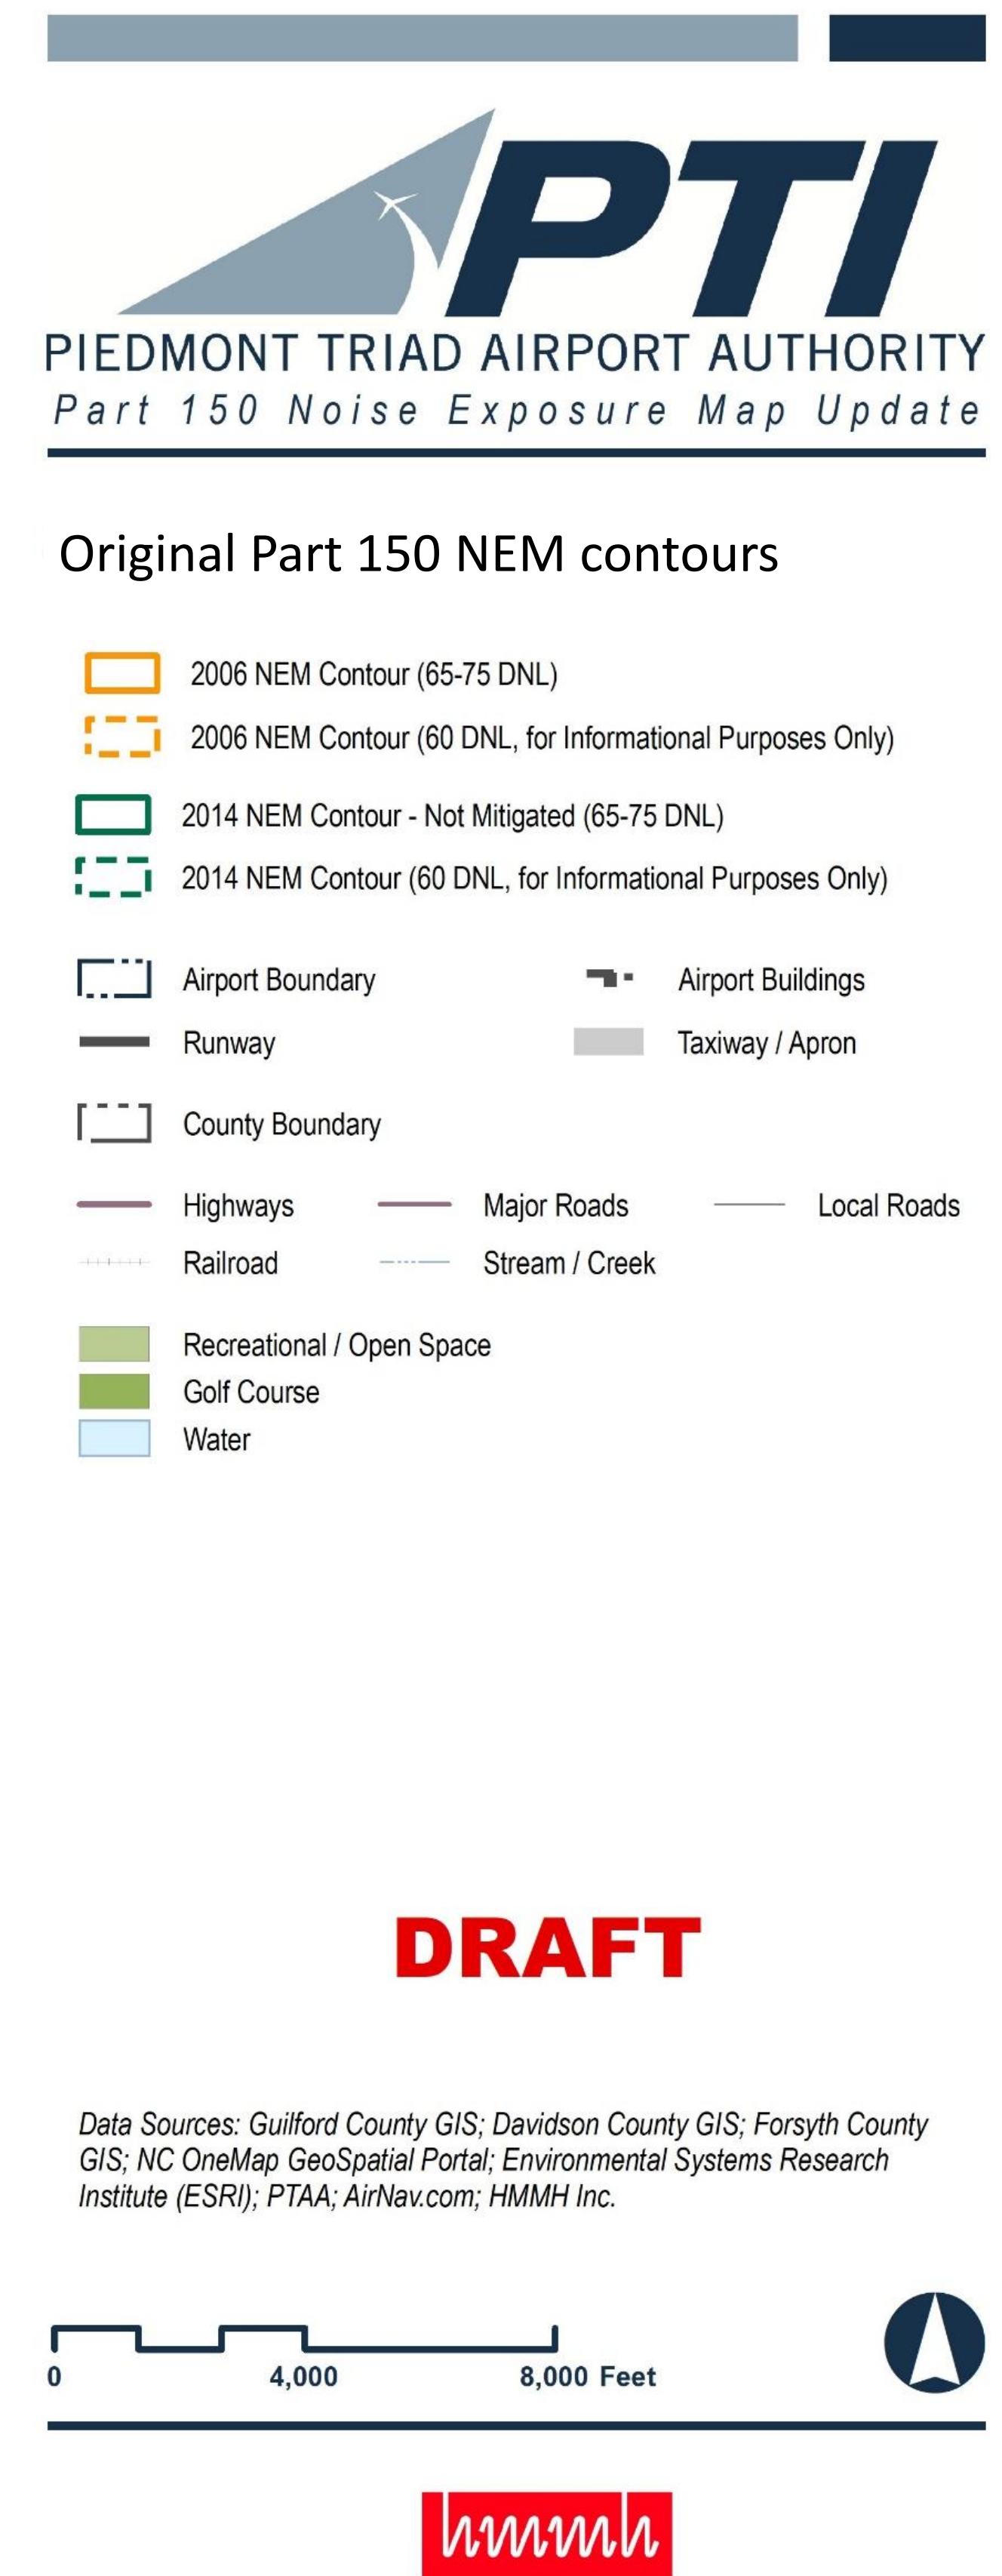 PTI
PIEDMONT TRIAD AIRPORT AUTHORITY
Part 150 Noise Exposure Map Update
Original Part 150 NEM contours
2006 NEM Contour (65-75 DNL)
2006 NEM Contour (60 DNL, for Informational Purposes Only)
2014 NEM Contour - Not Mitigated (65-75 DNL)
2014 NEM Contour (60 DNL, for Informational Purposes Only)
Airport Boundary Airport Buildings
Runway Taxiway / Apron
County Boundary
Highways Major Roads Local Roads
Railroad Stream / Creek
Recreational / Open Space
Golf Course
Water
DRAFT
Data Sources: Guilford County GIS; Davidson County GIS; Forsyth County
GIS; NC OneMap GeoSpatial Portal; Environmental Systems Research
Institute (ESRI); PTAA; AirNav.com; HMMH Inc.
0 4,000 8,000 Feet
hmmh